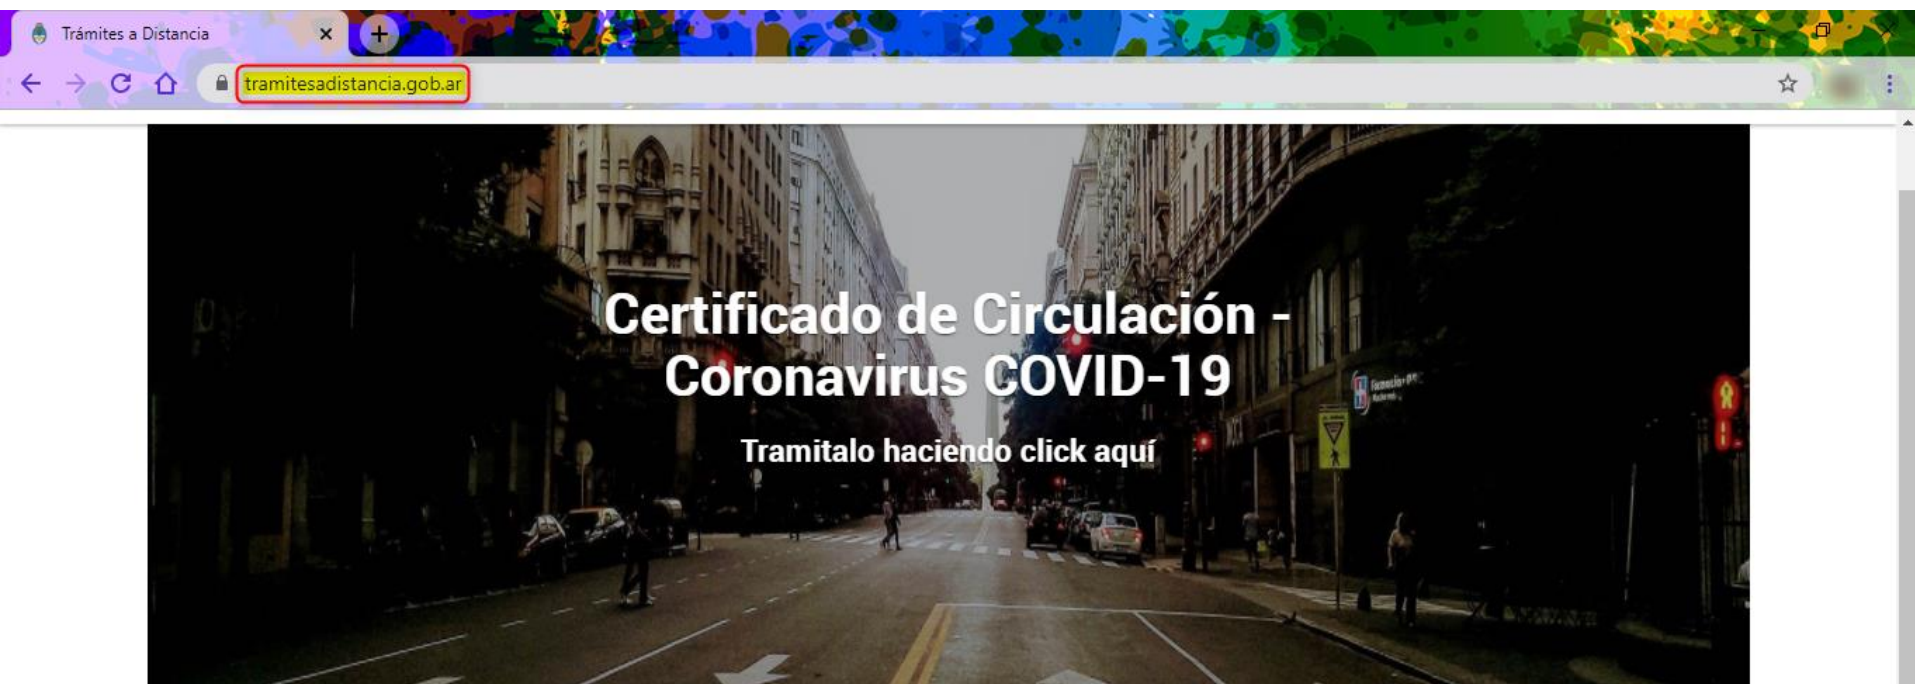 Trámites a Distancia
tramitesadistancia.gob.ar
Certificado de Circulación -
Coronavirus COVID-19
Tramitalo haciendo click aquí